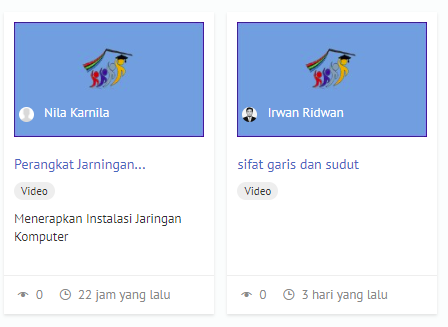 Nila Karnila
Perangkat Jarningan...
Video
Menerapkan Instalasi Jaringan
Komputer
0 22 jam yang lalu
Irwan Ridwan
sifat garis dan sudut
Video
0 3 hari yang lalu